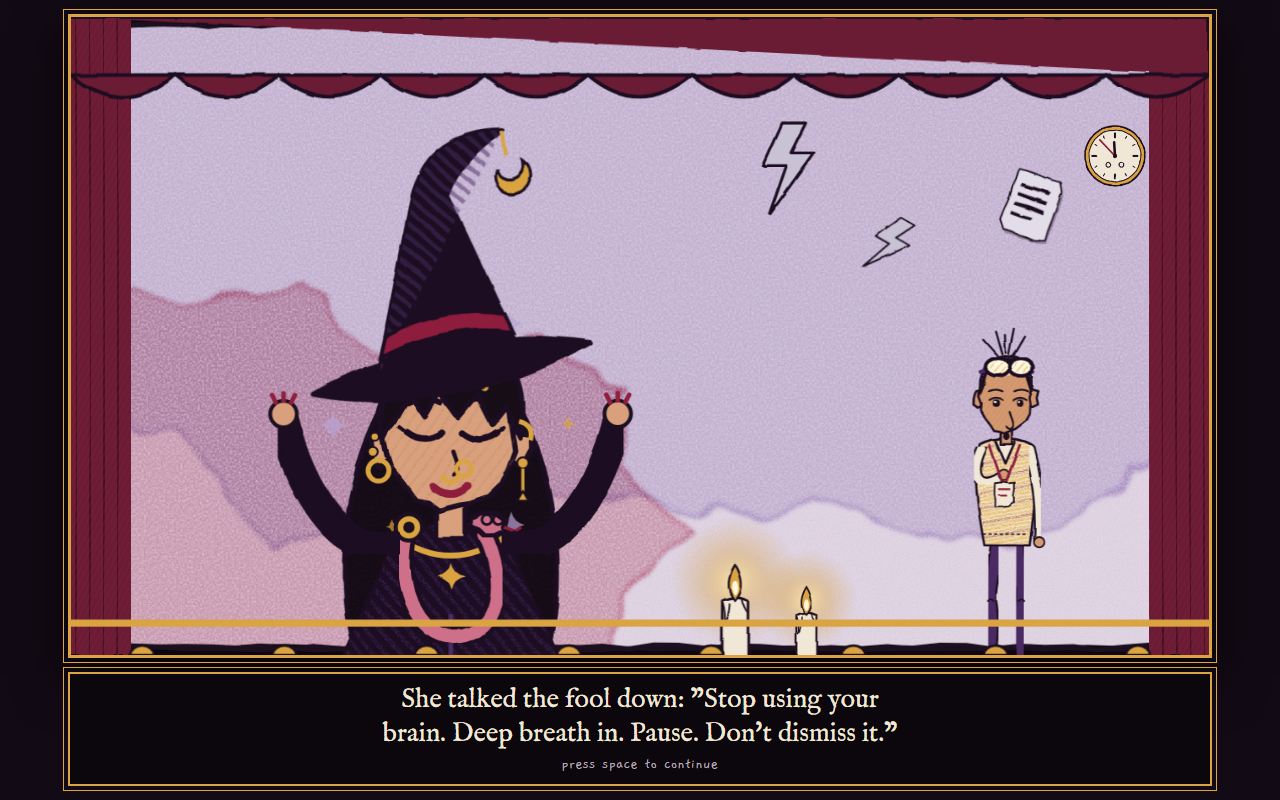 She talked the fool down: ”Stop using your
brain. Deep breath in. Pause. Don’t dismiss it.”
press space to continue